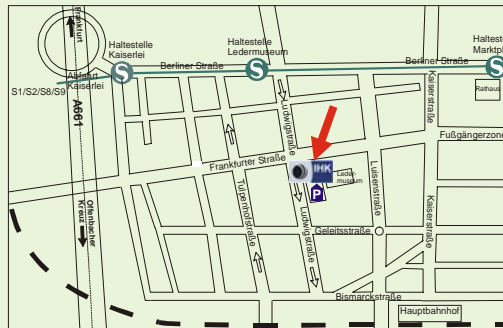 Frankfurt
Haltestelle
Kaiserlei
Haltestelle
Ledermuseum
Berliner Straße
Berliner Straße
Haltest
Marktpl
S
S
S
Abfahrt
Kaiserlei
S1/S2/S8/S9
A661
Rathaus
Ludwigstraße
Kaiserstraße
Fußgängerzone
Frankfurter Straße
IHK
Leder-
museum
P
Luisenstraße
Tulpenhofstraße
Ludwigstraße
Kaiserstraße
Geleitsstraße
Offenbacher
Kreuz
Bismarckstraße
Hauptbahnhof